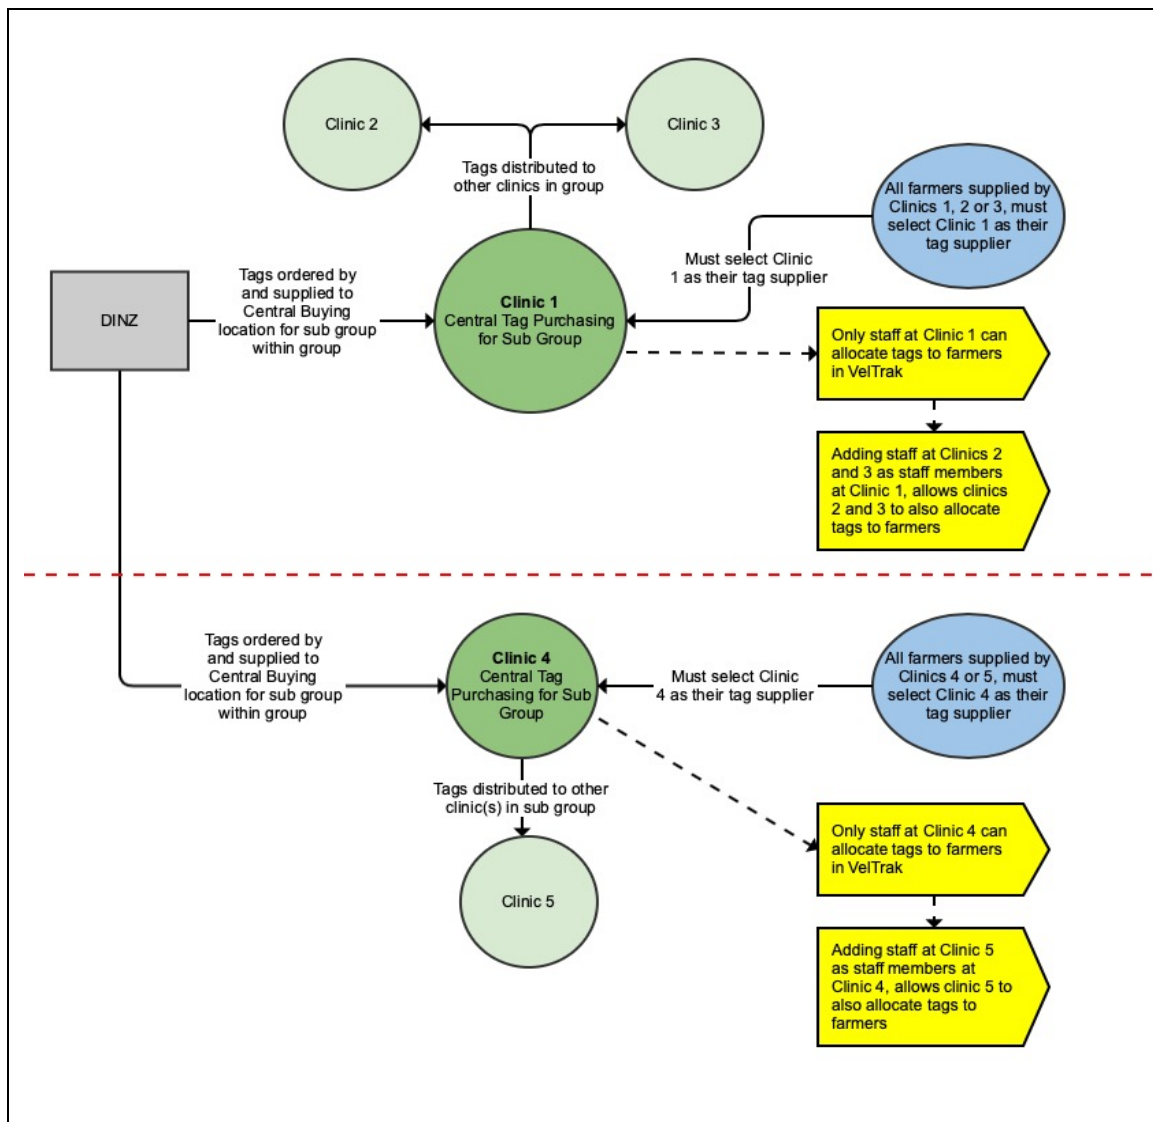 Clinic 2
Clinic 3
Tags distributed to
other clinics in group
All farmers supplied by
Clinics 1, 2 or 3, must
select Clinic 1 as their
tag supplier
Must select Clinic
1 as their tag supplier
DINZ
Tags ordered by
and supplied to
Central Buying
location for sub group
within group
Clinic 1
Central Tag Purchasing
for Sub Group
Only staff at Clinic 1 can
allocate tags to farmers
in VelTrak
Adding staff at Clinics 2
and 3 as staff members
at Clinic 1, allows clinics
2 and 3 to also allocate
tags to farmers
Tags ordered by
and supplied to
Central Buying
location for sub group
within group
Clinic 4
Central Tag
Purchasing for Sub
Group
Must select Clinic
4 as their tag supplier
All farmers supplied by
Clinics 4 or 5, must
select Clinic 4 as their
tag supplier
Tags distributed to other
clinic(s) in sub group
Clinic 5
Only staff at Clinic 4 can
allocate tags to farmers
in VelTrak
Adding staff at Clinic 5
as staff members at
Clinic 4, allows clinic 5 to
also allocate tags to
farmers